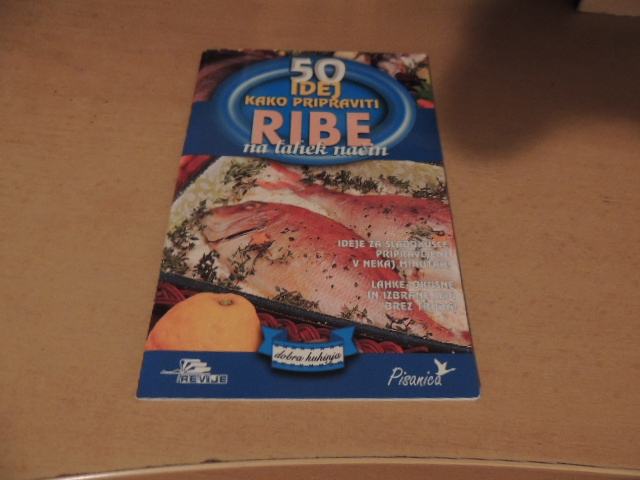 50
IDEJ
KAKO PRIPRAVITI
RIBE
na lahek način
IDEJE ZA SLADOKUSCE,
PRIPRAVLJENE
V NEKAJ MINUTAH!
LAHKE, OKUSNE
IN IZBRANE
BREZ
dobra kuhinja
REVIJE
Pisanica